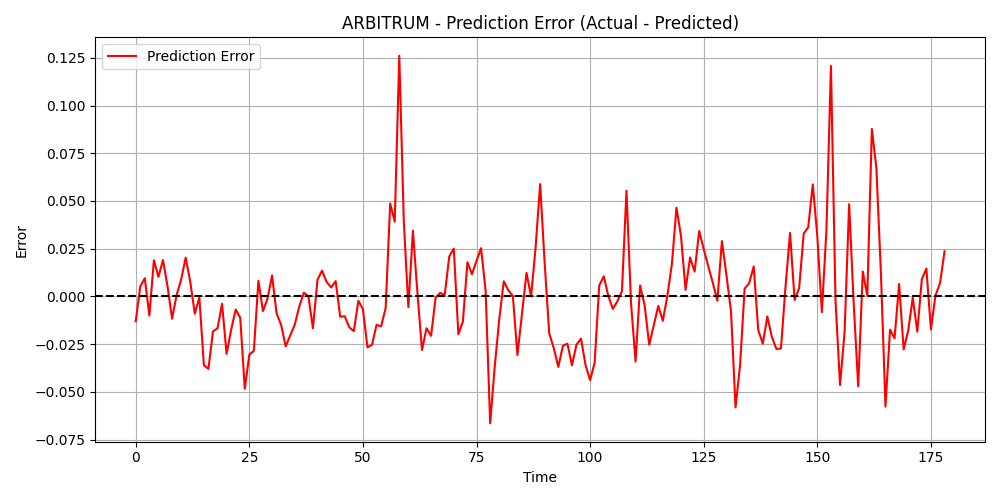 ARBITRUM - Prediction Error (Actual - Predicted)
Prediction Error
0.125
0.100
0.075
0.050
0.025
0.000
−0.025
−0.050
−0.075
Error
0 25 50 75 100 125 150 175
Time